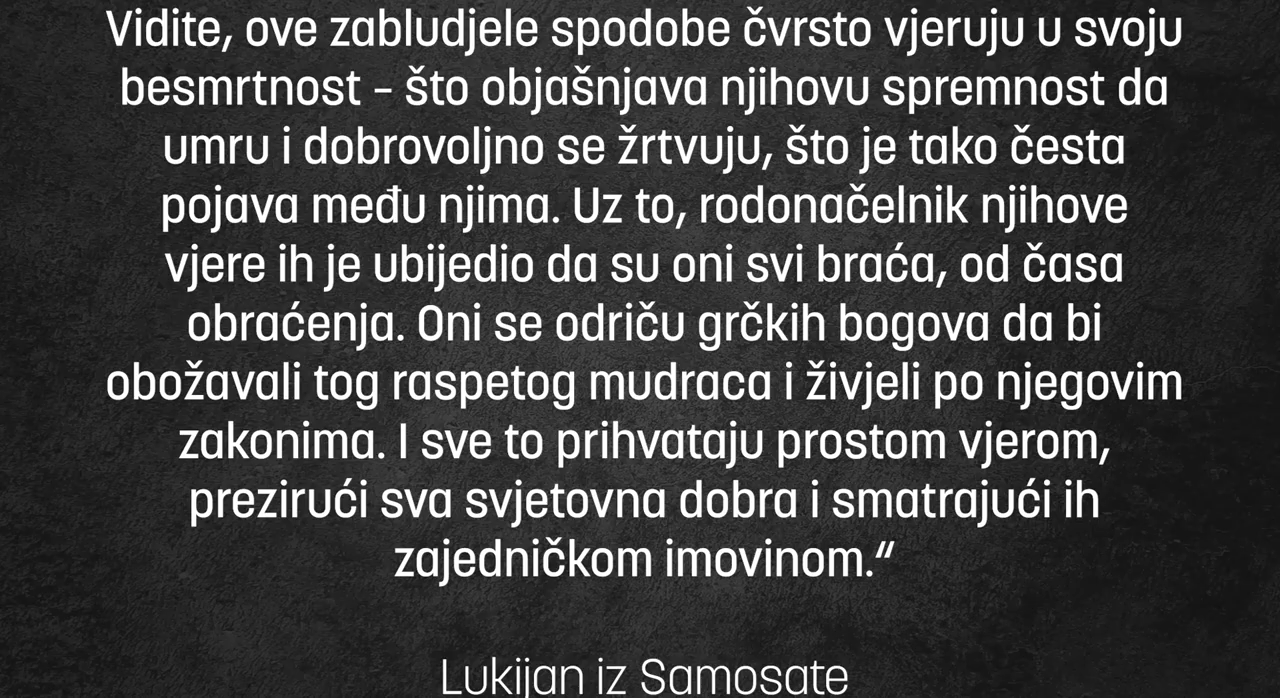 Vidite, ove zabludjele spodobe čvrsto vjeruju u svoju
besmrtnost – što objašnjava njihovu spremnost da
umru i dobrovoljno se žrtvuju, što je tako česta
pojava među njima. Uz to, rodonačelnik njihove
vjere ih je ubijedio da su oni svi braća, od časa
obraćenja. Oni se odriču grčkih bogova da bi
obožavali tog raspetog mudraca i živjeli po njegovim
zakonima. I sve to prihvataju prostom vjerom,
prezirući sva svjetovna dobra i smatrajući ih
zajedničkom imovinom.“
Lukijan iz Samosate